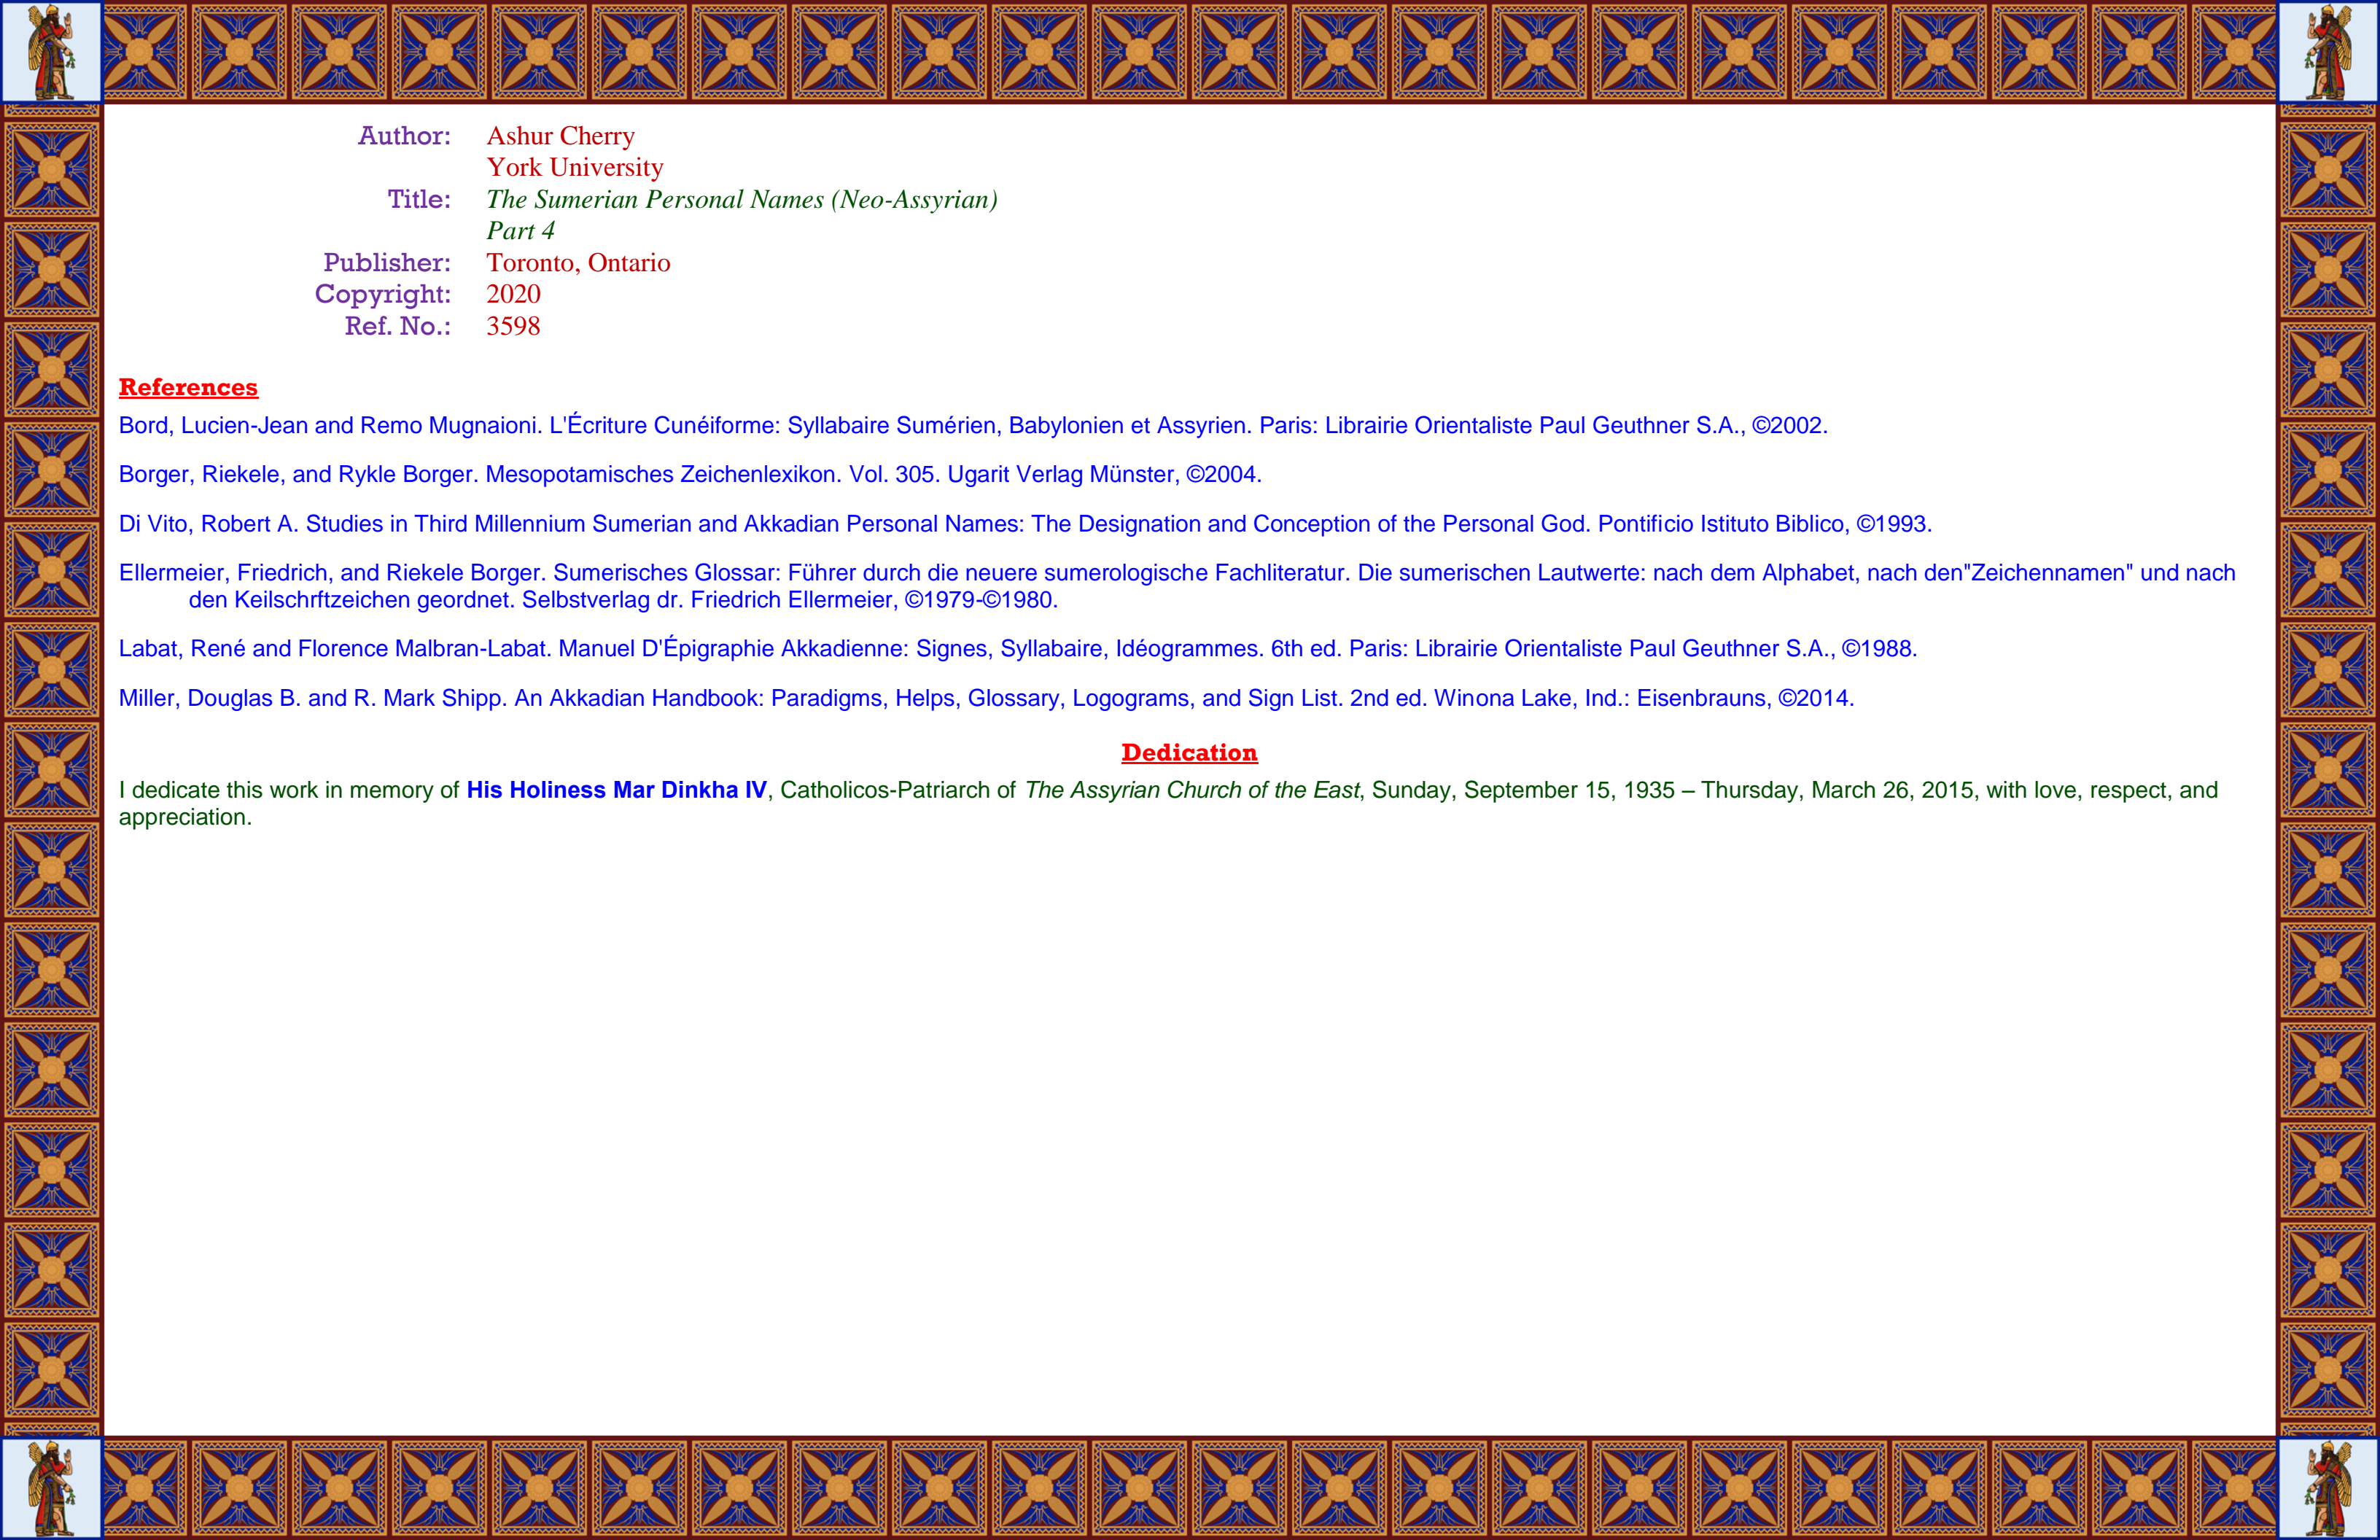 Author: Ashur Cherry
York University
Title: The Sumerian Personal Names (Neo-Assyrian)
Part 4
Publisher: Toronto, Ontario
Copyright: 2020
Ref. No.: 3598
References
Bord, Lucien-Jean and Remo Mugnaioni. L'Écriture Cunéiforme: Syllabaire Sumérien, Babylonien et Assyrien. Paris: Librairie Orientaliste Paul Geuthner S.A., ©2002.
Borger, Riekele, and Rykle Borger. Mesopotamisches Zeichenlexikon. Vol. 305. Ugarit Verlag Münster, ©2004.
Di Vito, Robert A. Studies in Third Millennium Sumerian and Akkadian Personal Names: The Designation and Conception of the Personal God. Pontificio Istituto Biblico, ©1993.
Ellermeier, Friedrich, and Riekele Borger. Sumerisches Glossar: Führer durch die neuere sumerologische Fachliteratur. Die sumerischen Lautwerte: nach dem Alphabet, nach den"Zeichennamen" und nach
den Keilschrftzeichen geordnet. Selbstverlag dr. Friedrich Ellermeier, ©1979-©1980.
Labat, René and Florence Malbran-Labat. Manuel D'Épigraphie Akkadienne: Signes, Syllabaire, Idéogrammes. 6th ed. Paris: Librairie Orientaliste Paul Geuthner S.A., ©1988.
Miller, Douglas B. and R. Mark Shipp. An Akkadian Handbook: Paradigms, Helps, Glossary, Logograms, and Sign List. 2nd ed. Winona Lake, Ind.: Eisenbrauns, ©2014.
Dedication
I dedicate this work in memory of His Holiness Mar Dinkha IV, Catholicos-Patriarch of The Assyrian Church of the East, Sunday, September 15, 1935 – Thursday, March 26, 2015, with love, respect, and
appreciation.